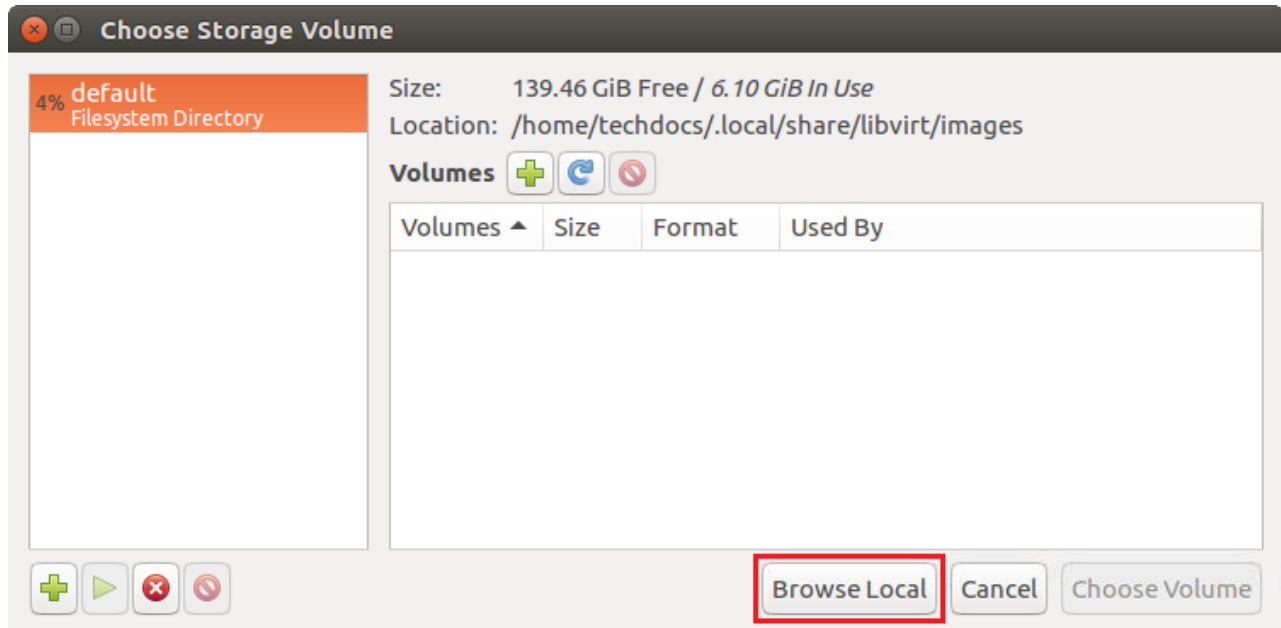 Choose Storage Volume
4% default
Filesystem Directory
Size: 139.46 GiB Free / 6.10 GiB In Use
Location: /home/techdocs/.local/share/libvirt/images
Volumes
Volumes Size Format Used By
Browse Local Cancel Choose Volume